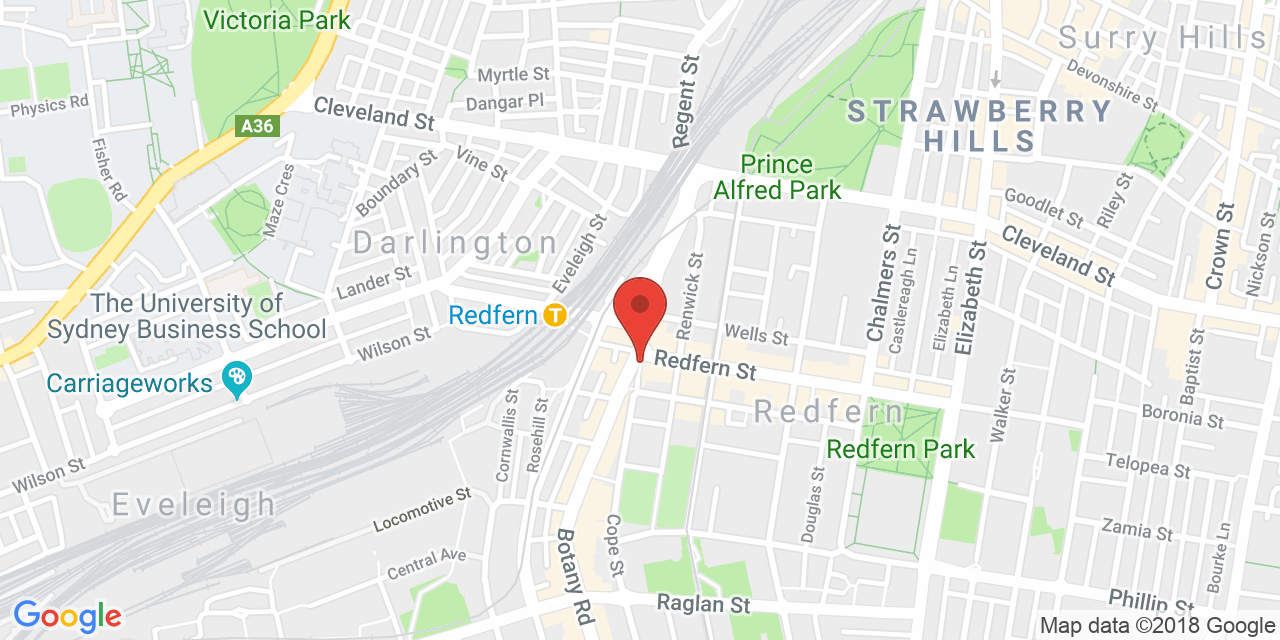 Victoria Park
Surry Hills
Physics Rd
Myrtle St
Dangar Pl
Regent St
Devonshire St
Cleveland St
A36
STRAWBERRY
HILLS
Fisher Rd
Vine St
Boundary St
Maze Cres
Prince
Alfred Park
Goodlet St
Riley St
Crown St
Nickson St
Darlington
Eveleigh St
Cleveland St
Chalmers St
Castlereagh Ln
Elizabeth Ln
Elizabeth St
Lander St
Renwick St
The University of
Sydney Business School
Redfern
T
Wells St
Wilson St
Redfern St
Carriageworks
Baptist St
Cornwallis St
Rosehill St
Redfern
Walker St
Boronia St
Redfern Park
Wilson St
Telopea St
Eveleigh
Locomotive St
Douglas St
Zamia St
Cope St
Botany Rd
Central Ave
Bourke Ln
Raglan St
Phillip St
Google
Map data ©2018 Google